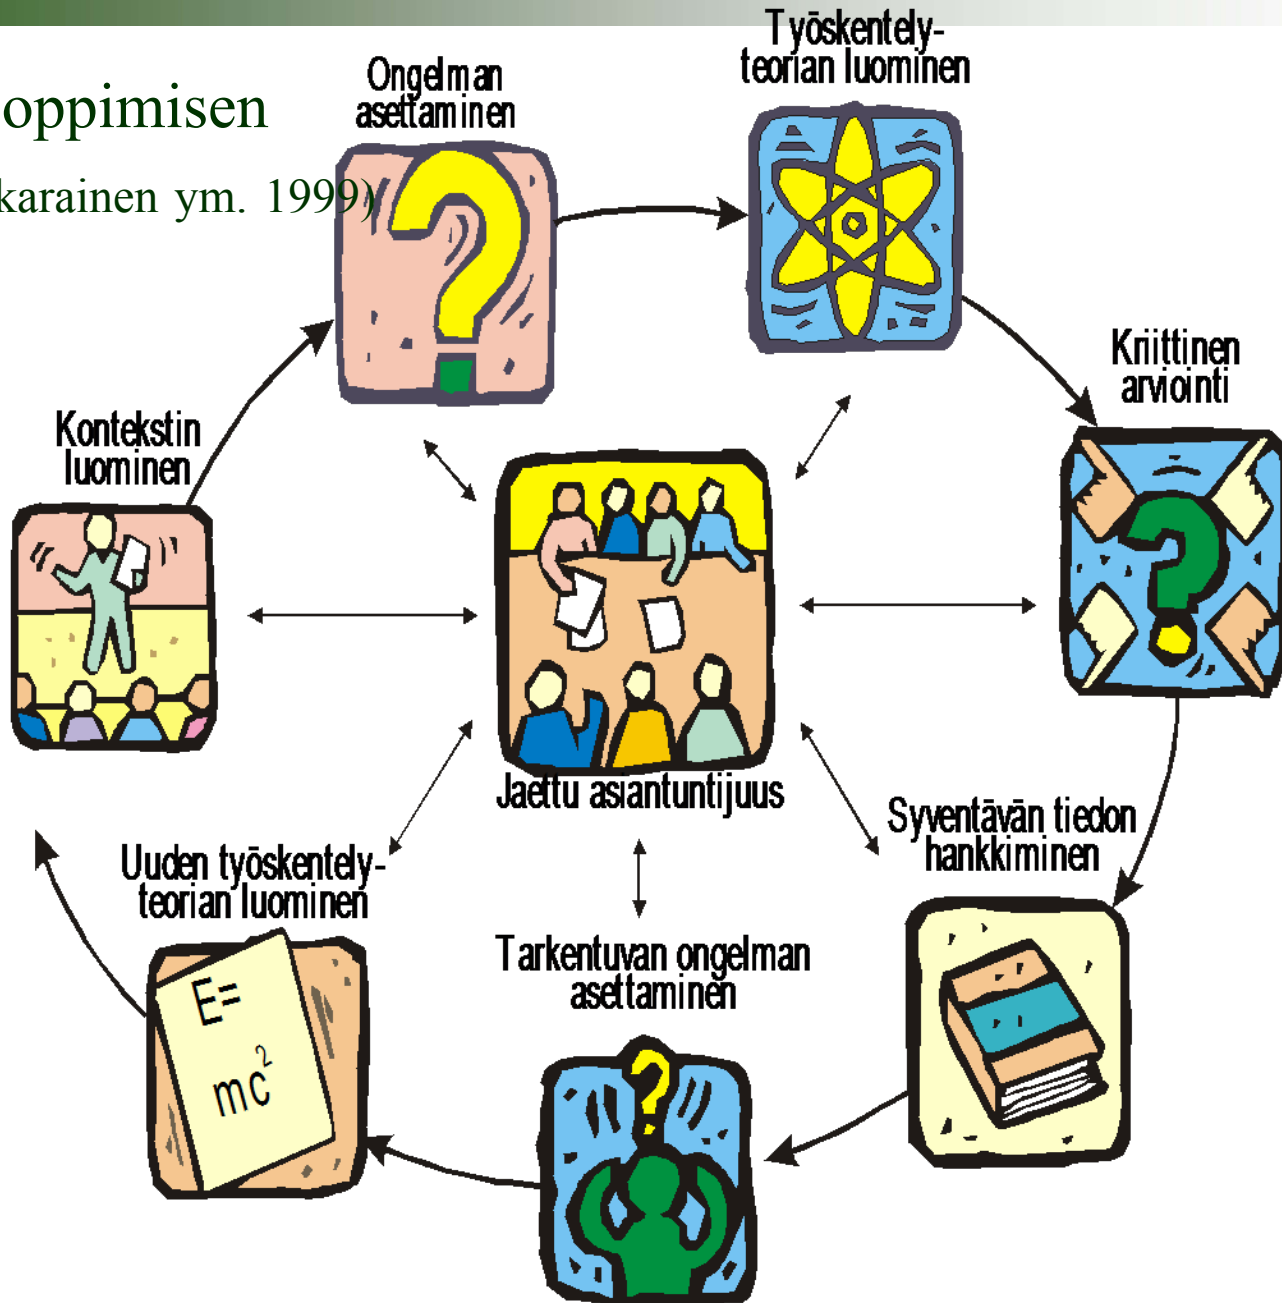 oppimisen
karainen ym. 1999)
Ongelman
asettaminen
Työskentely-
teorian luominen
Kriittinen
arviointi
Kontekstin
luominen
Jaettu asiantuntijuus
Syventävän tiedon
hankkiminen
Uuden työskentely-
teorian luominen
Tarkentuvan ongelman
asettaminen
E=
mc²